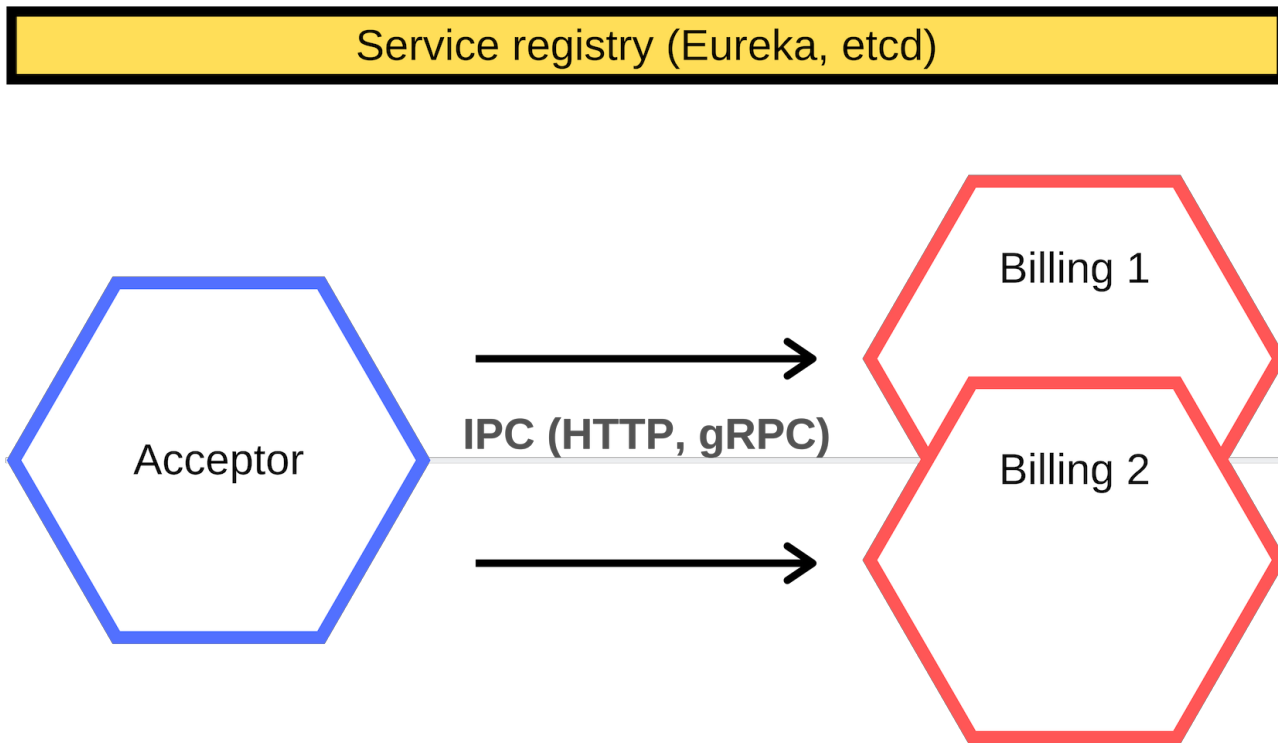 Service registry (Eureka, etcd)
Billing 1
IPC (HTTP, gRPC)
Acceptor
Billing 2